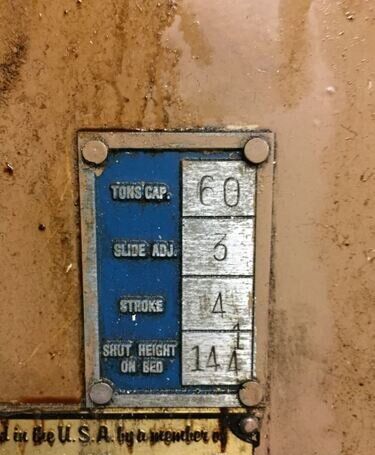 TONS CAP. 60
SLIDE ADJ. 3
STROKE 4
SHUT HEIGHT
ON BED 14 1/4
in the U.S.A. by a member of